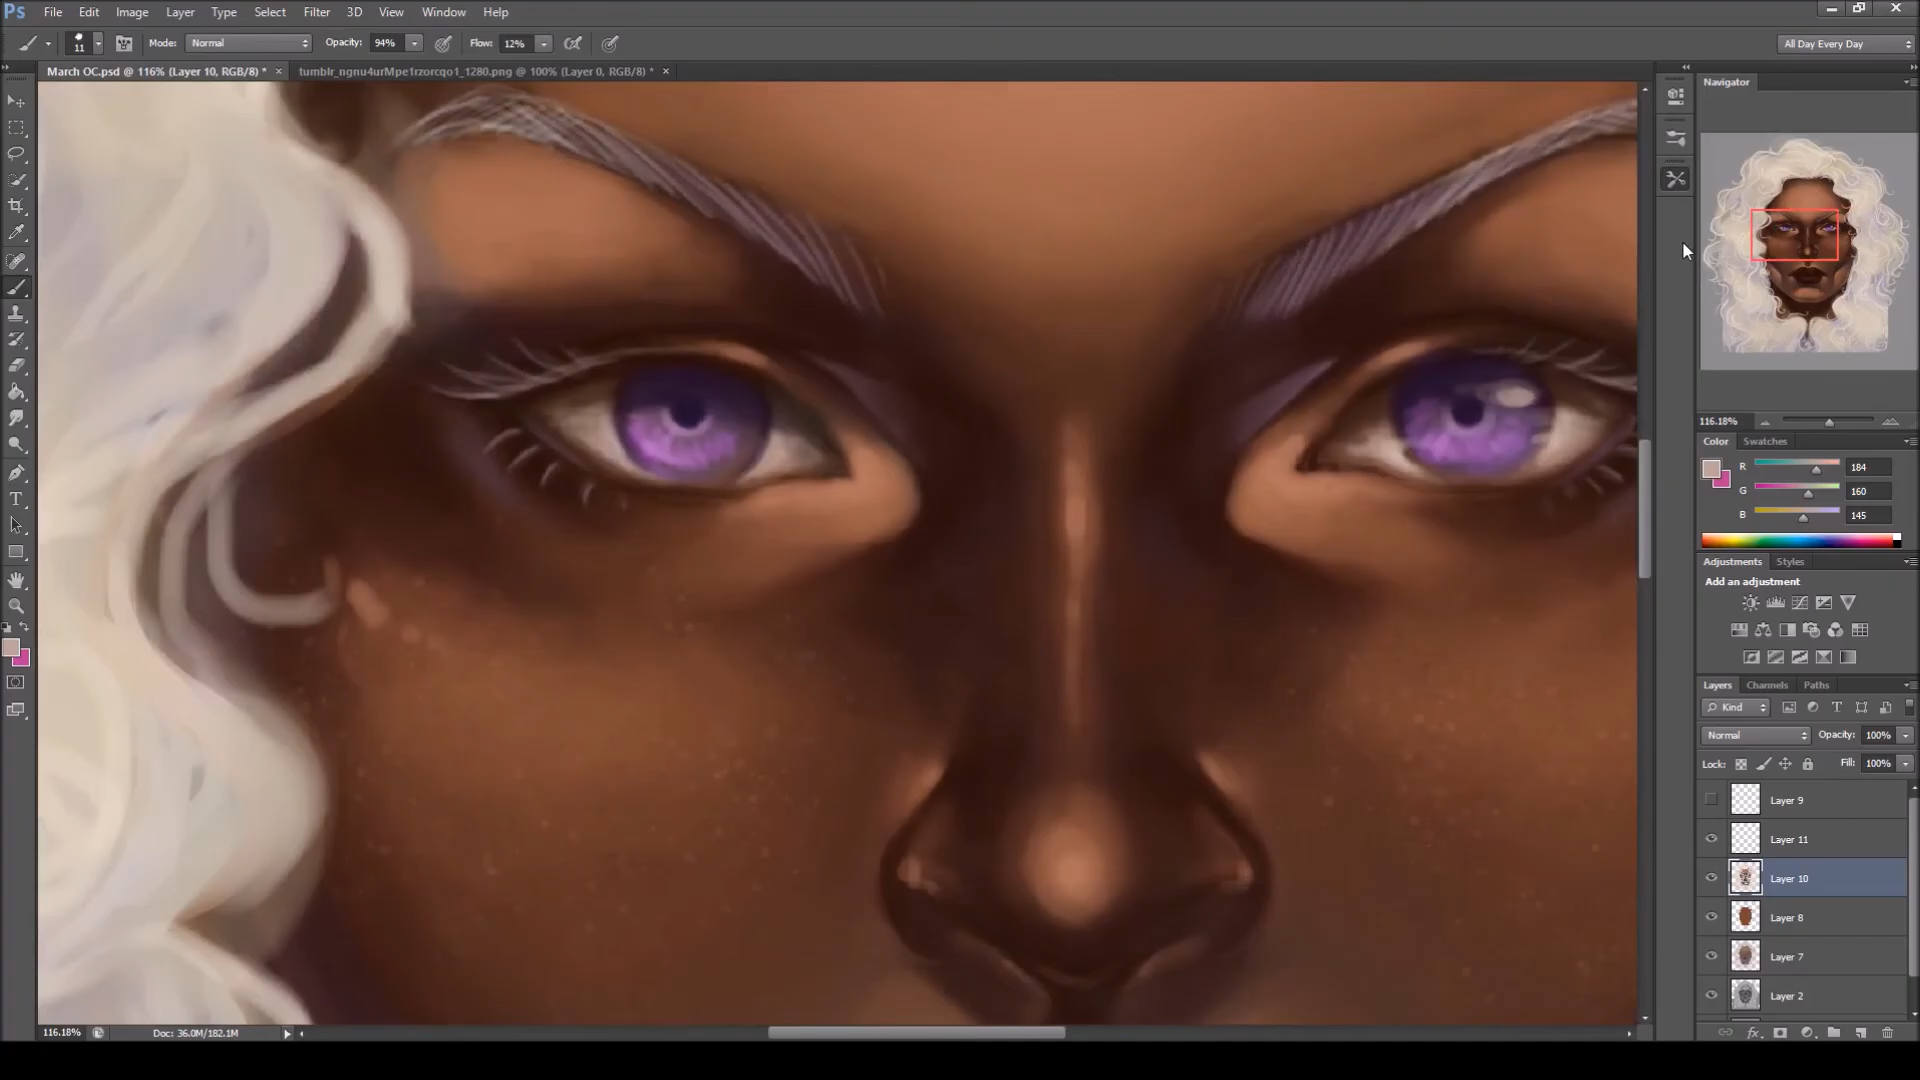 Ps File Edit Image Layer Type Select Filter 3D View Window Help
11 Mode: Normal Opacity: 94% Flow: 12% All Day Every Day
March OC.psd @ 116% (Layer 10, RGB/8) * × tumblr_ngnu4urMpe1rzorcqo1_1280.png @ 100% (Layer 0, RGB/8) * ×
Navigator
116.18%
Color Swatches
R 184
G 160
B 145
Adjustments Styles
Add an adjustment
Layers Channels Paths
Kind
Normal Opacity: 100%
Lock: Fill: 100%
Layer 9
Layer 11
Layer 10
Layer 8
Layer 7
Layer 2
116.18% Doc: 36.0M/182.1M